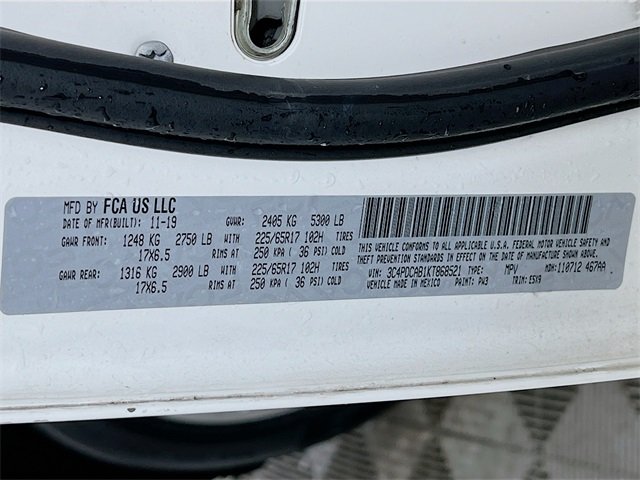 MFD BY FCA US LLC
DATE OF MFR(BUILT): 11-19 GVWR: 2405 KG 5300 LB
GAWR FRONT: 1248 KG 2750 LB WITH 225/65R17 102H TIRES
17X6.5 RIMS AT 250 KPA ( 36 PSI) COLD
GAWR REAR: 1316 KG 2900 LB WITH 225/65R17 102H TIRES
17X6.5 RIMS AT 250 KPA ( 36 PSI) COLD
THIS VEHICLE CONFORMS TO ALL APPLICABLE U.S.A. FEDERAL MOTOR VEHICLE SAFETY AND
THEFT PREVENTION STANDARDS IN EFFECT ON THE DATE OF MANUFACTURE SHOWN ABOVE.
VIN: 3C4PDCAB1KT868521 TYPE: MPV MDH:110712 467AA
VEHICLE MADE IN MEXICO PAINT: PW3 TRIM: E5X9